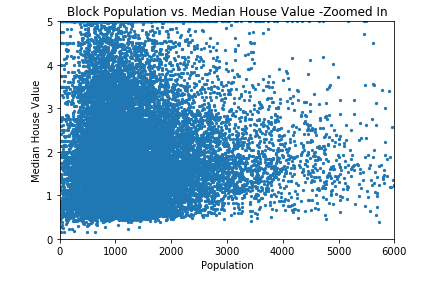 Block Population vs. Median House Value -Zoomed In
5
4
3
2
1
0
Median House Value
0 1000 2000 3000 4000 5000 6000
Population